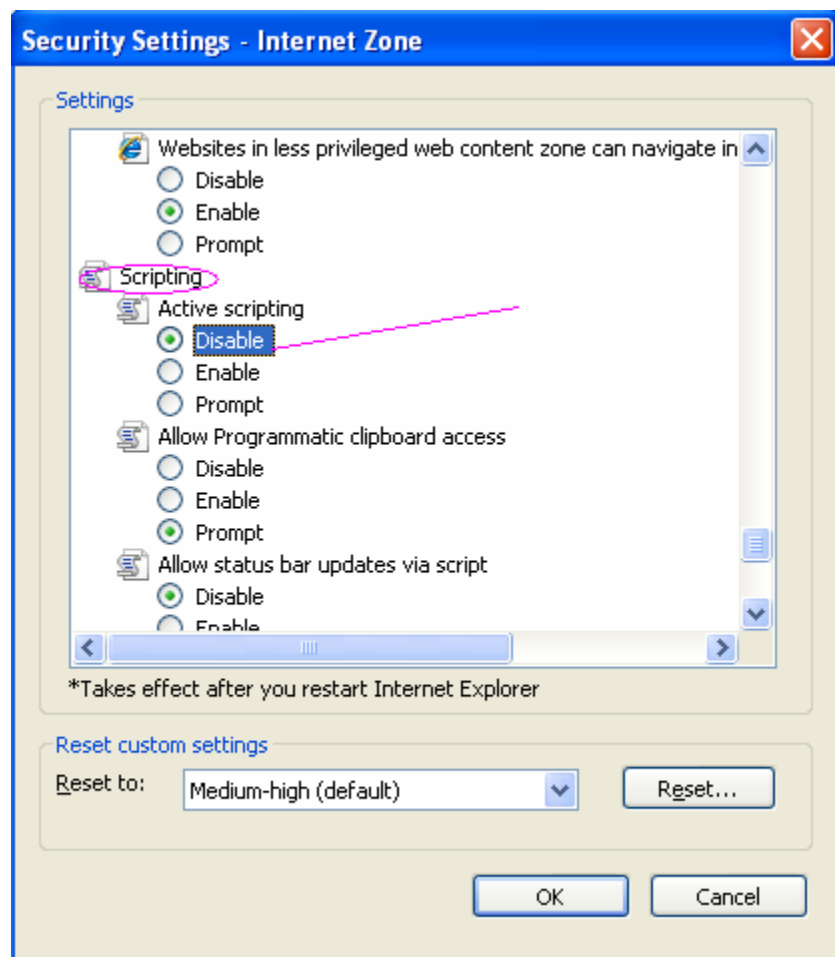 Security Settings - Internet Zone
Settings
Websites in less privileged web content zone can navigate in
Disable
Enable
Prompt
Scripting
Active scripting
Disable
Enable
Prompt
Allow Programmatic clipboard access
Disable
Enable
Prompt
Allow status bar updates via script
Disable
Enable
*Takes effect after you restart Internet Explorer
Reset custom settings
Reset to: Medium-high (default) Reset...
OK Cancel